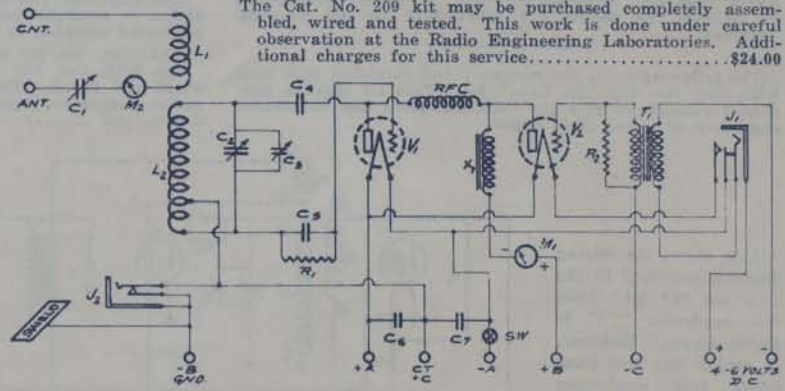 The Cat. No. 209 kit may be purchased completely assem-
bled, wired and tested. This work is done under careful
observation at the Radio Engineering Laboratories. Addi-
tional charges for this service.....................$24.00
CNT.
L1
ANT.
C1
M2
C4
RFC
L2
C2
C3
V1
X1
V2
R2
T1
J1
C5
R1
- M1 +
J2
SHIELD
C6
C7
SW
-B
GND.
+A
CT
+C
-A
+B
-C
+ -
4-6 VOLTS
D C